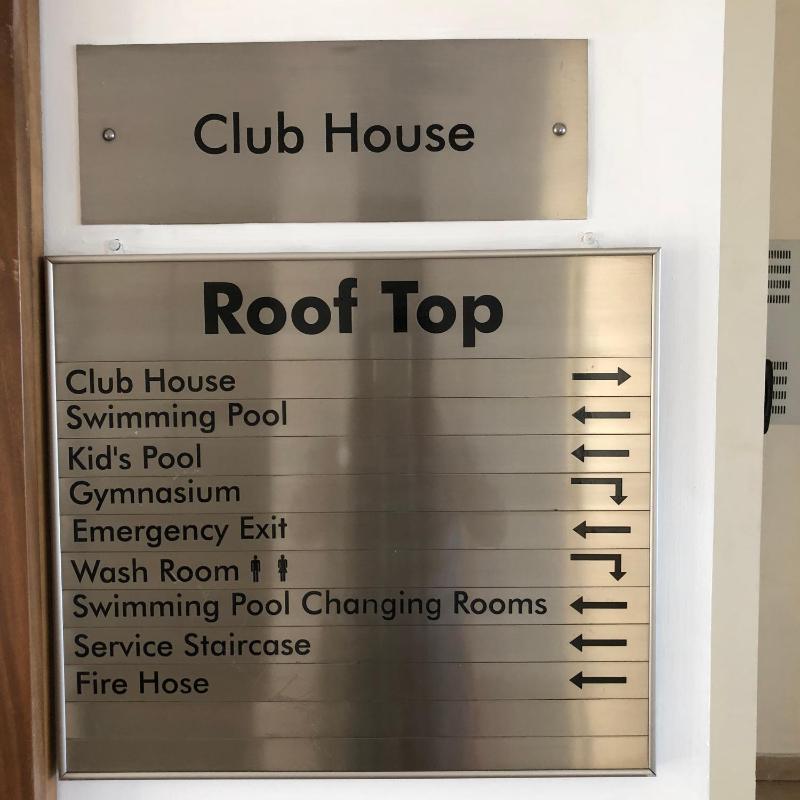 Club House
Roof Top
Club House →
Swimming Pool ←
Kid's Pool ←
Gymnasium ↴
Emergency Exit ←
Wash Room ↴
Swimming Pool Changing Rooms ←
Service Staircase ←
Fire Hose ←